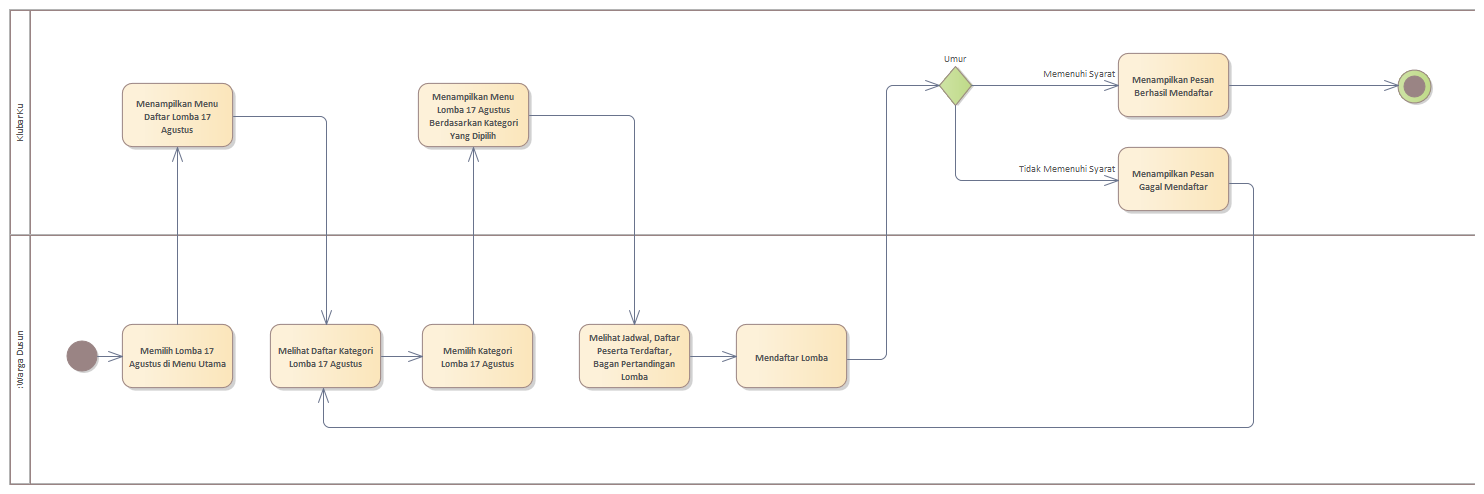 KlubarKu
Menampilkan Menu
Daftar Lomba 17
Agustus
Menampilkan Menu
Lomba 17 Agustus
Berdasarkan Kategori
Yang Dipilih
Umur
Memenuhi Syarat
Menampilkan Pesan
Berhasil Mendaftar
Tidak Memenuhi Syarat
Menampilkan Pesan
Gagal Mendaftar
:Warga Dusun
Memilih Lomba 17
Agustus di Menu Utama
Melihat Daftar Kategori
Lomba 17 Agustus
Memilih Kategori
Lomba 17 Agustus
Melihat Jadwal, Daftar
Peserta Terdaftar,
Bagan Pertandingan
Lomba
Mendaftar Lomba